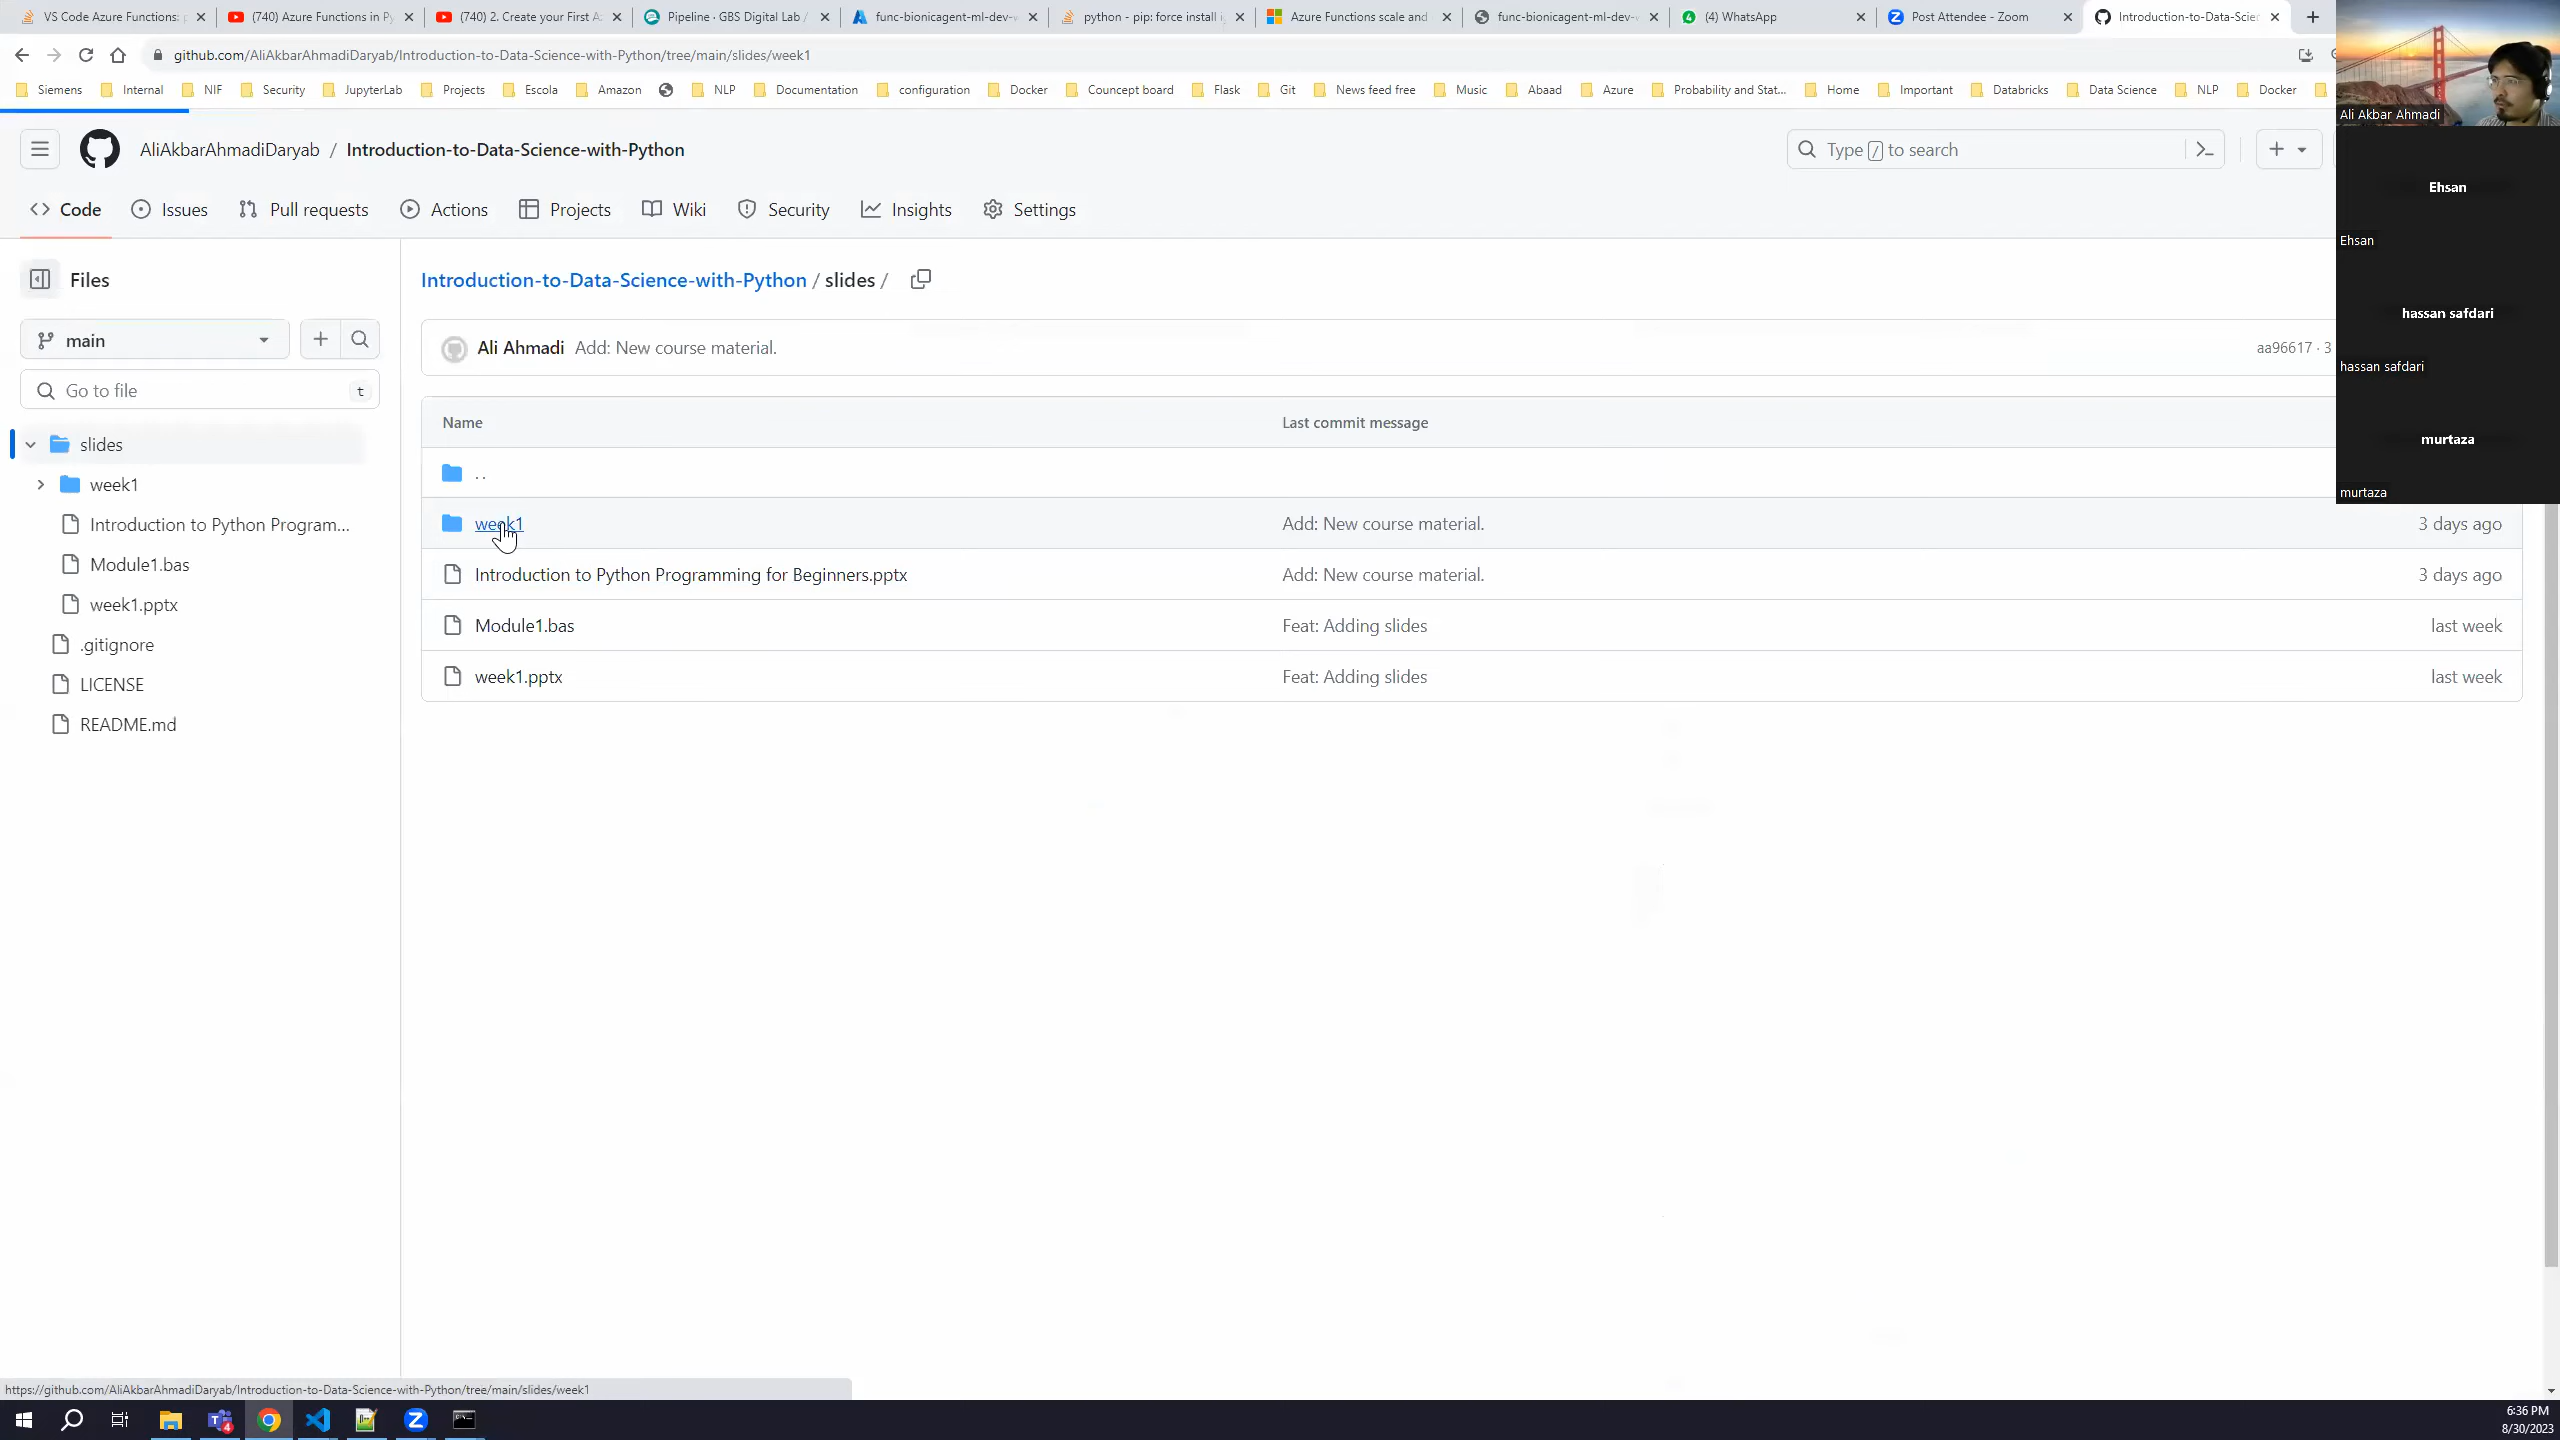 VS Code Azure Functions: p
(740) Azure Functions in Py
(740) 2. Create your First A
Pipeline · GBS Digital Lab /
func-bionicagent-ml-dev-
python - pip: force install i
Azure Functions scale and
func-bionicagent-ml-dev-
(4) WhatsApp
Post Attendee - Zoom
Introduction-to-Data-Scier
github.com/AliAkbarAhmadiDaryab/Introduction-to-Data-Science-with-Python/tree/main/slides/week1
Siemens Internal NIF Security JupyterLab Projects Escola Amazon NLP Documentation configuration Docker Councept board Flask Git News feed free Music Abaad Azure Probability and Stat... Home Important Databricks Data Science NLP Docker
Ali Akbar Ahmadi
AliAkbarAhmadiDaryab / Introduction-to-Data-Science-with-Python
Type / to search
Code Issues Pull requests Actions Projects Wiki Security Insights Settings
Ehsan
Ehsan
hassan safdari
hassan safdari
murtaza
murtaza
Files
main
Go to file
t
slides
week1
Introduction to Python Program...
Module1.bas
week1.pptx
.gitignore
LICENSE
README.md
Introduction-to-Data-Science-with-Python / slides /
Ali Ahmadi Add: New course material.
aa96617 · 3
Name Last commit message
..
week1 Add: New course material. 3 days ago
Introduction to Python Programming for Beginners.pptx Add: New course material. 3 days ago
Module1.bas Feat: Adding slides last week
week1.pptx Feat: Adding slides last week
https://github.com/AliAkbarAhmadiDaryab/Introduction-to-Data-Science-with-Python/tree/main/slides/week1
4
6:36 PM
8/30/2023